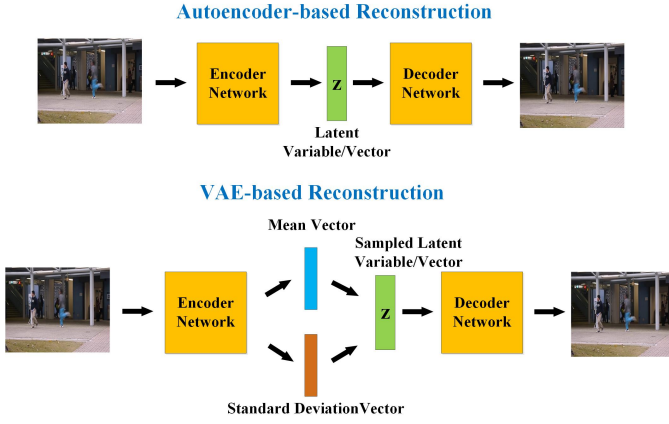 Autoencoder-based Reconstruction
Encoder
Network
z
Decoder
Network
Latent
Variable/Vector
VAE-based Reconstruction
Mean Vector
Sampled Latent
Variable/Vector
Encoder
Network
z
Decoder
Network
Standard DeviationVector